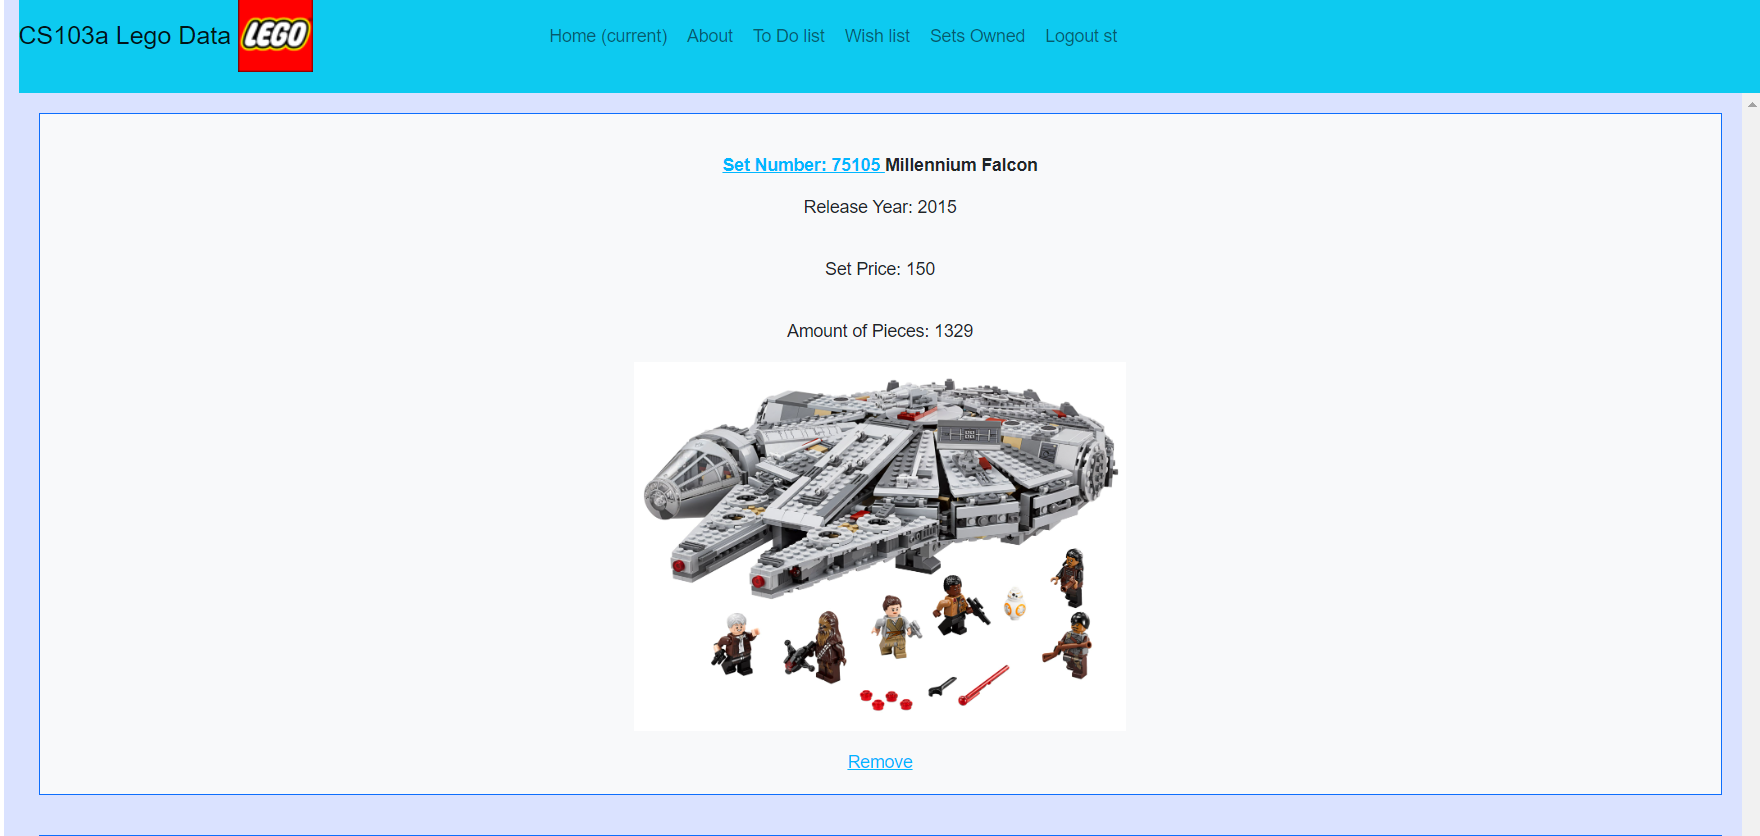 CS103a Lego Data LEGO Home (current) About To Do list Wish list Sets Owned Logout st
Set Number: 75105 Millennium Falcon
Release Year: 2015
Set Price: 150
Amount of Pieces: 1329
Remove